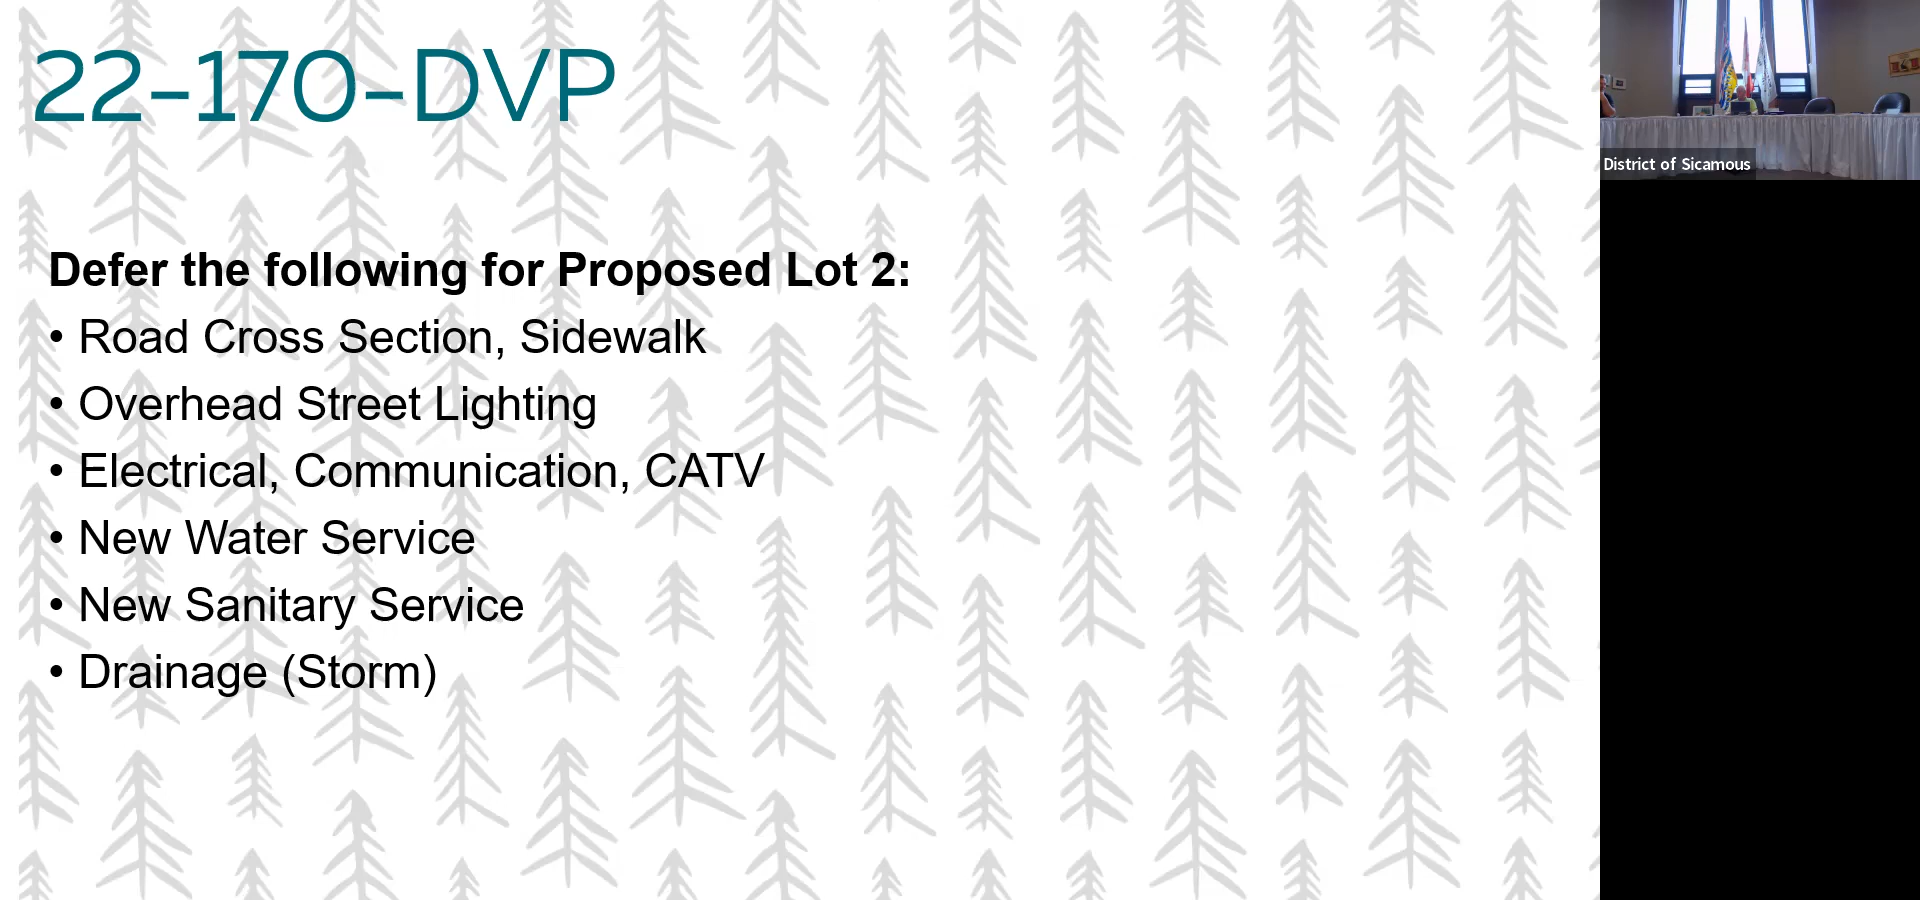 22-170-DVP
Defer the following for Proposed Lot 2:
• Road Cross Section, Sidewalk
• Overhead Street Lighting
• Electrical, Communication, CATV
• New Water Service
• New Sanitary Service
• Drainage (Storm)
District of Sicamous